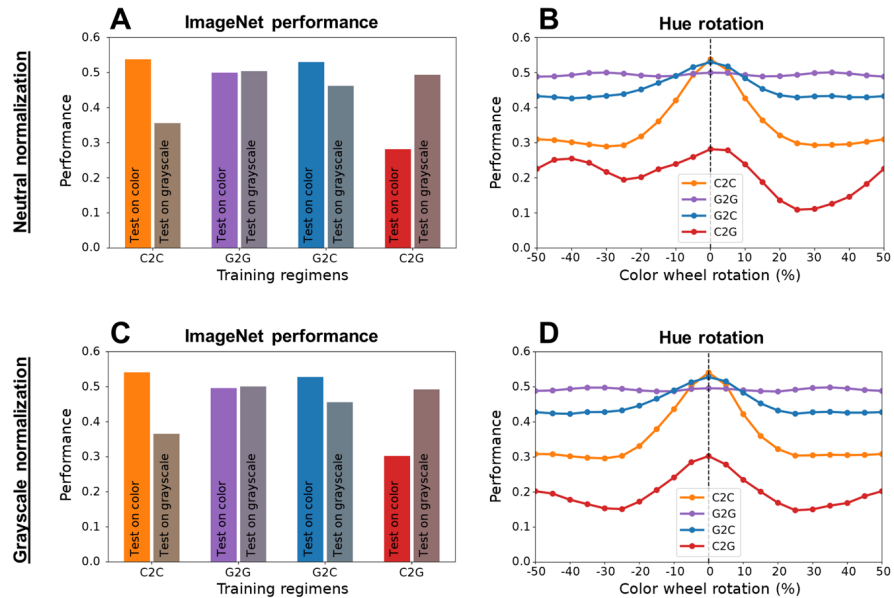 A
ImageNet performance
Neutral normalization
Performance
0.6
0.5
0.4
0.3
0.2
0.1
0.0
Test on color
Test on grayscale
Test on color
Test on grayscale
Test on color
Test on grayscale
Test on color
Test on grayscale
C2C
G2G
G2C
C2G
Training regimens
B
Hue rotation
Performance
0.6
0.5
0.4
0.3
0.2
0.1
0.0
C2C
G2G
G2C
C2G
-50 -40 -30 -20 -10 0 10 20 30 40 50
Color wheel rotation (%)
C
ImageNet performance
Grayscale normalization
Performance
0.6
0.5
0.4
0.3
0.2
0.1
0.0
Test on color
Test on grayscale
Test on color
Test on grayscale
Test on color
Test on grayscale
Test on color
Test on grayscale
C2C
G2G
G2C
C2G
Training regimens
D
Hue rotation
Performance
0.6
0.5
0.4
0.3
0.2
0.1
0.0
C2C
G2G
G2C
C2G
-50 -40 -30 -20 -10 0 10 20 30 40 50
Color wheel rotation (%)